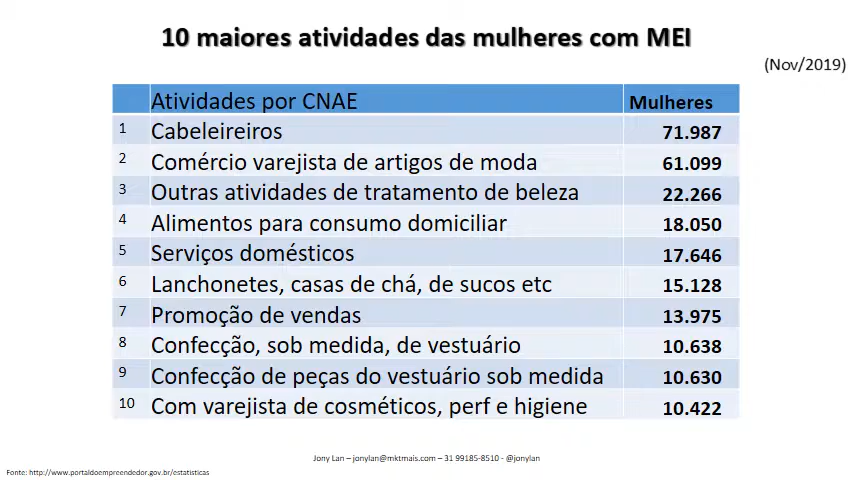 10 maiores atividades das mulheres com MEI
(Nov/2019)
Atividades por CNAE Mulheres
1 Cabeleireiros 71.987
2 Comércio varejista de artigos de moda 61.099
3 Outras atividades de tratamento de beleza 22.266
4 Alimentos para consumo domiciliar 18.050
5 Serviços domésticos 17.646
6 Lanchonetes, casas de chá, de sucos etc 15.128
7 Promoção de vendas 13.975
8 Confecção, sob medida, de vestuário 10.638
9 Confecção de peças do vestuário sob medida 10.630
10 Com varejista de cosméticos, perf e higiene 10.422
Jony Lan – jonylan@mktmais.com – 31 99185-8510 - @jonylan
Fonte: http://www.portaldoempreendedor.gov.br/estatisticas